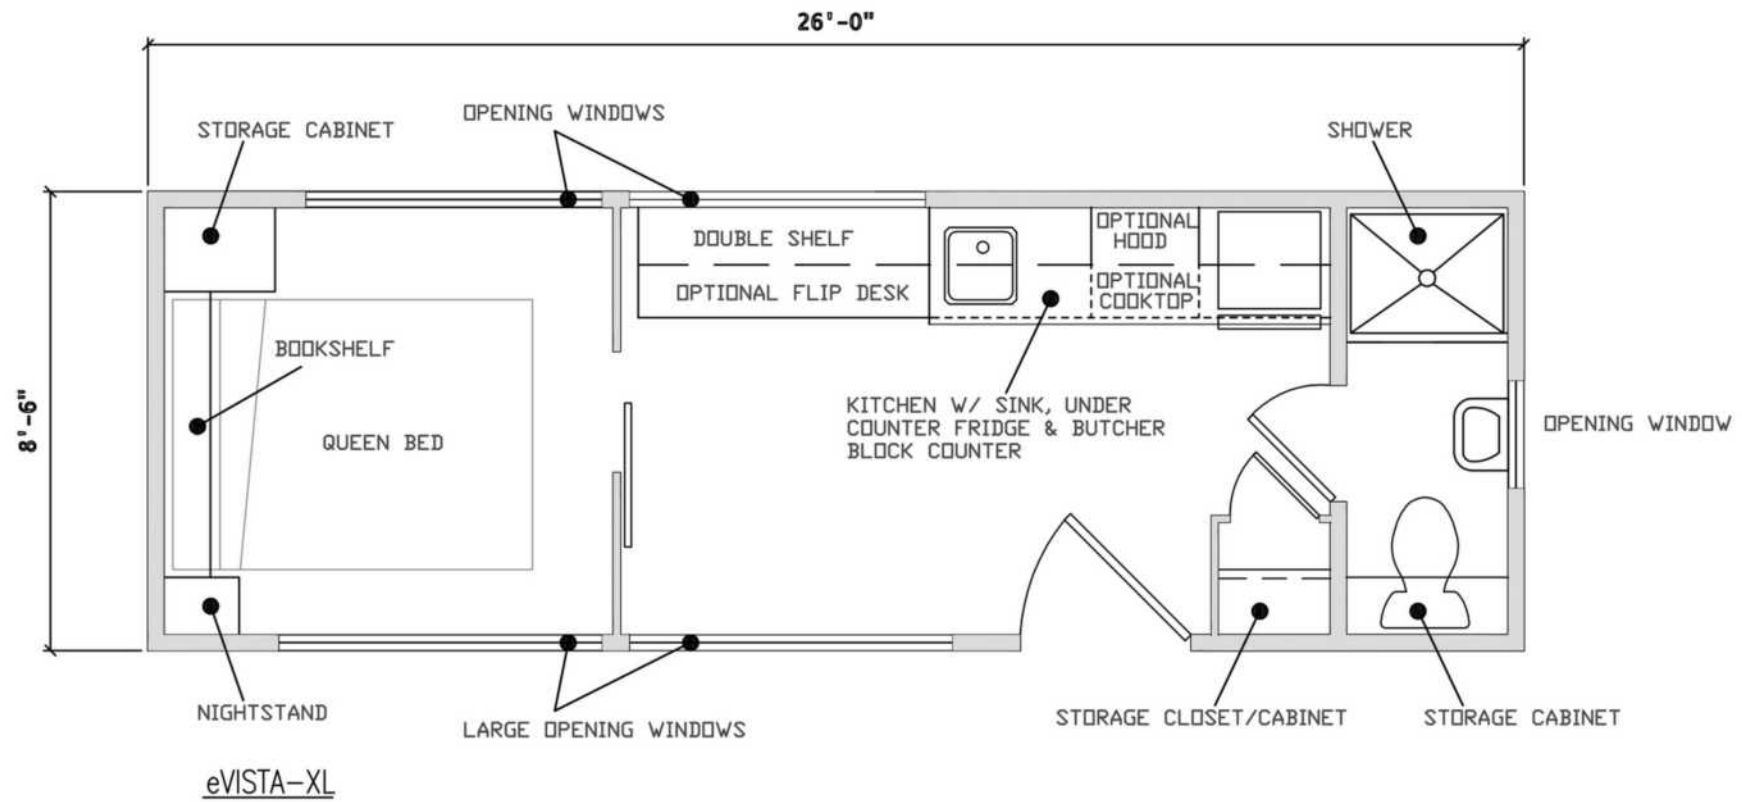 26'-0"
OPENING WINDOWS
STORAGE CABINET
SHOWER
DOUBLE SHELF
OPTIONAL FLIP DESK
OPTIONAL
HOOD
OPTIONAL
COOKTOP
BOOKSHELF
QUEEN BED
KITCHEN W/ SINK, UNDER
COUNTER FRIDGE & BUTCHER
BLOCK COUNTER
OPENING WINDOW
8'-6"
NIGHTSTAND
LARGE OPENING WINDOWS
STORAGE CLOSET/CABINET
STORAGE CABINET
eVISTA-XL